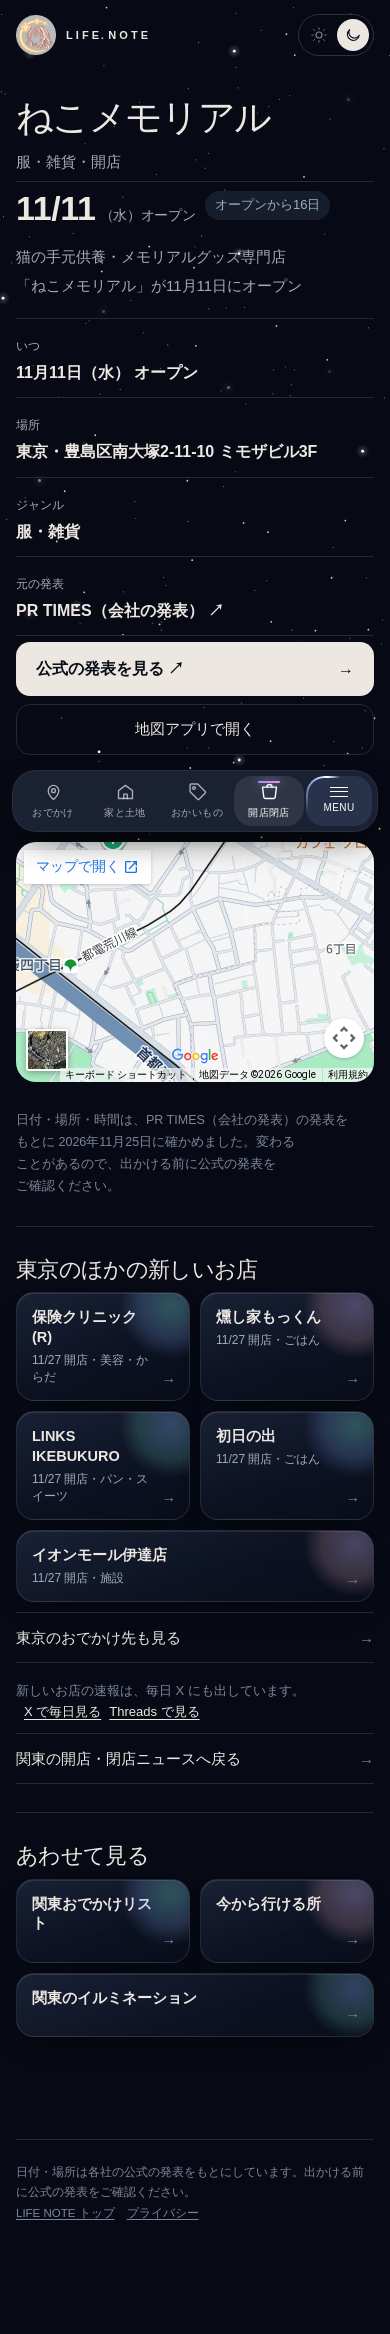 LIFE.NOTE
ねこメモリアル
服・雑貨・開店
11/11 （水）オープン オープンから16日
猫の手元供養・メモリアルグッズ専門店
「ねこメモリアル」が11月11日にオープン
いつ
11月11日（水） オープン
場所
東京・豊島区南大塚2-11-10 ミモザビル3F
ジャンル
服・雑貨
元の発表
PR TIMES（会社の発表） ↗
公式の発表を見る ↗ →
地図アプリで開く
おでかけ 家と土地 おかいもの 開店閉店 MENU
マップで開く
都電荒川線
6丁目
四丁目
首都
Google
キーボード ショートカット 地図データ ©2026 Google 利用規約
日付・場所・時間は、PR TIMES（会社の発表）の発表を
もとに 2026年11月25日に確かめました。変わる
ことがあるので、出かける前に公式の発表を
ご確認ください。
東京のほかの新しいお店
保険クリニック
(R)
11/27 開店・美容・か
らだ
→
燻し家もっくん
11/27 開店・ごはん
→
LINKS
IKEBUKURO
11/27 開店・パン・ス
イーツ
→
初日の出
11/27 開店・ごはん
→
イオンモール伊達店
11/27 開店・施設
→
東京のおでかけ先も見る →
新しいお店の速報は、毎日 X にも出しています。
X で毎日見る Threads で見る
関東の開店・閉店ニュースへ戻る →
あわせて見る
関東おでかけリス
ト
→
今から行ける所
→
関東のイルミネーション
→
日付・場所は各社の公式の発表をもとにしています。出かける前
に公式の発表をご確認ください。
LIFE NOTE トップ プライバシー